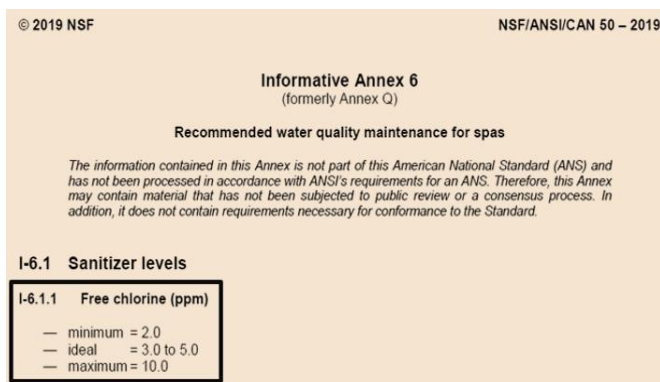 © 2019 NSF NSF/ANSI/CAN 50 – 2019
Informative Annex 6
(formerly Annex Q)
Recommended water quality maintenance for spas
The information contained in this Annex is not part of this American National Standard (ANS) and
has not been processed in accordance with ANSI's requirements for an ANS. Therefore, this Annex
may contain material that has not been subjected to public review or a consensus process. In
addition, it does not contain requirements necessary for conformance to the Standard.
I-6.1 Sanitizer levels
I-6.1.1 Free chlorine (ppm)
— minimum = 2.0
— ideal = 3.0 to 5.0
— maximum = 10.0